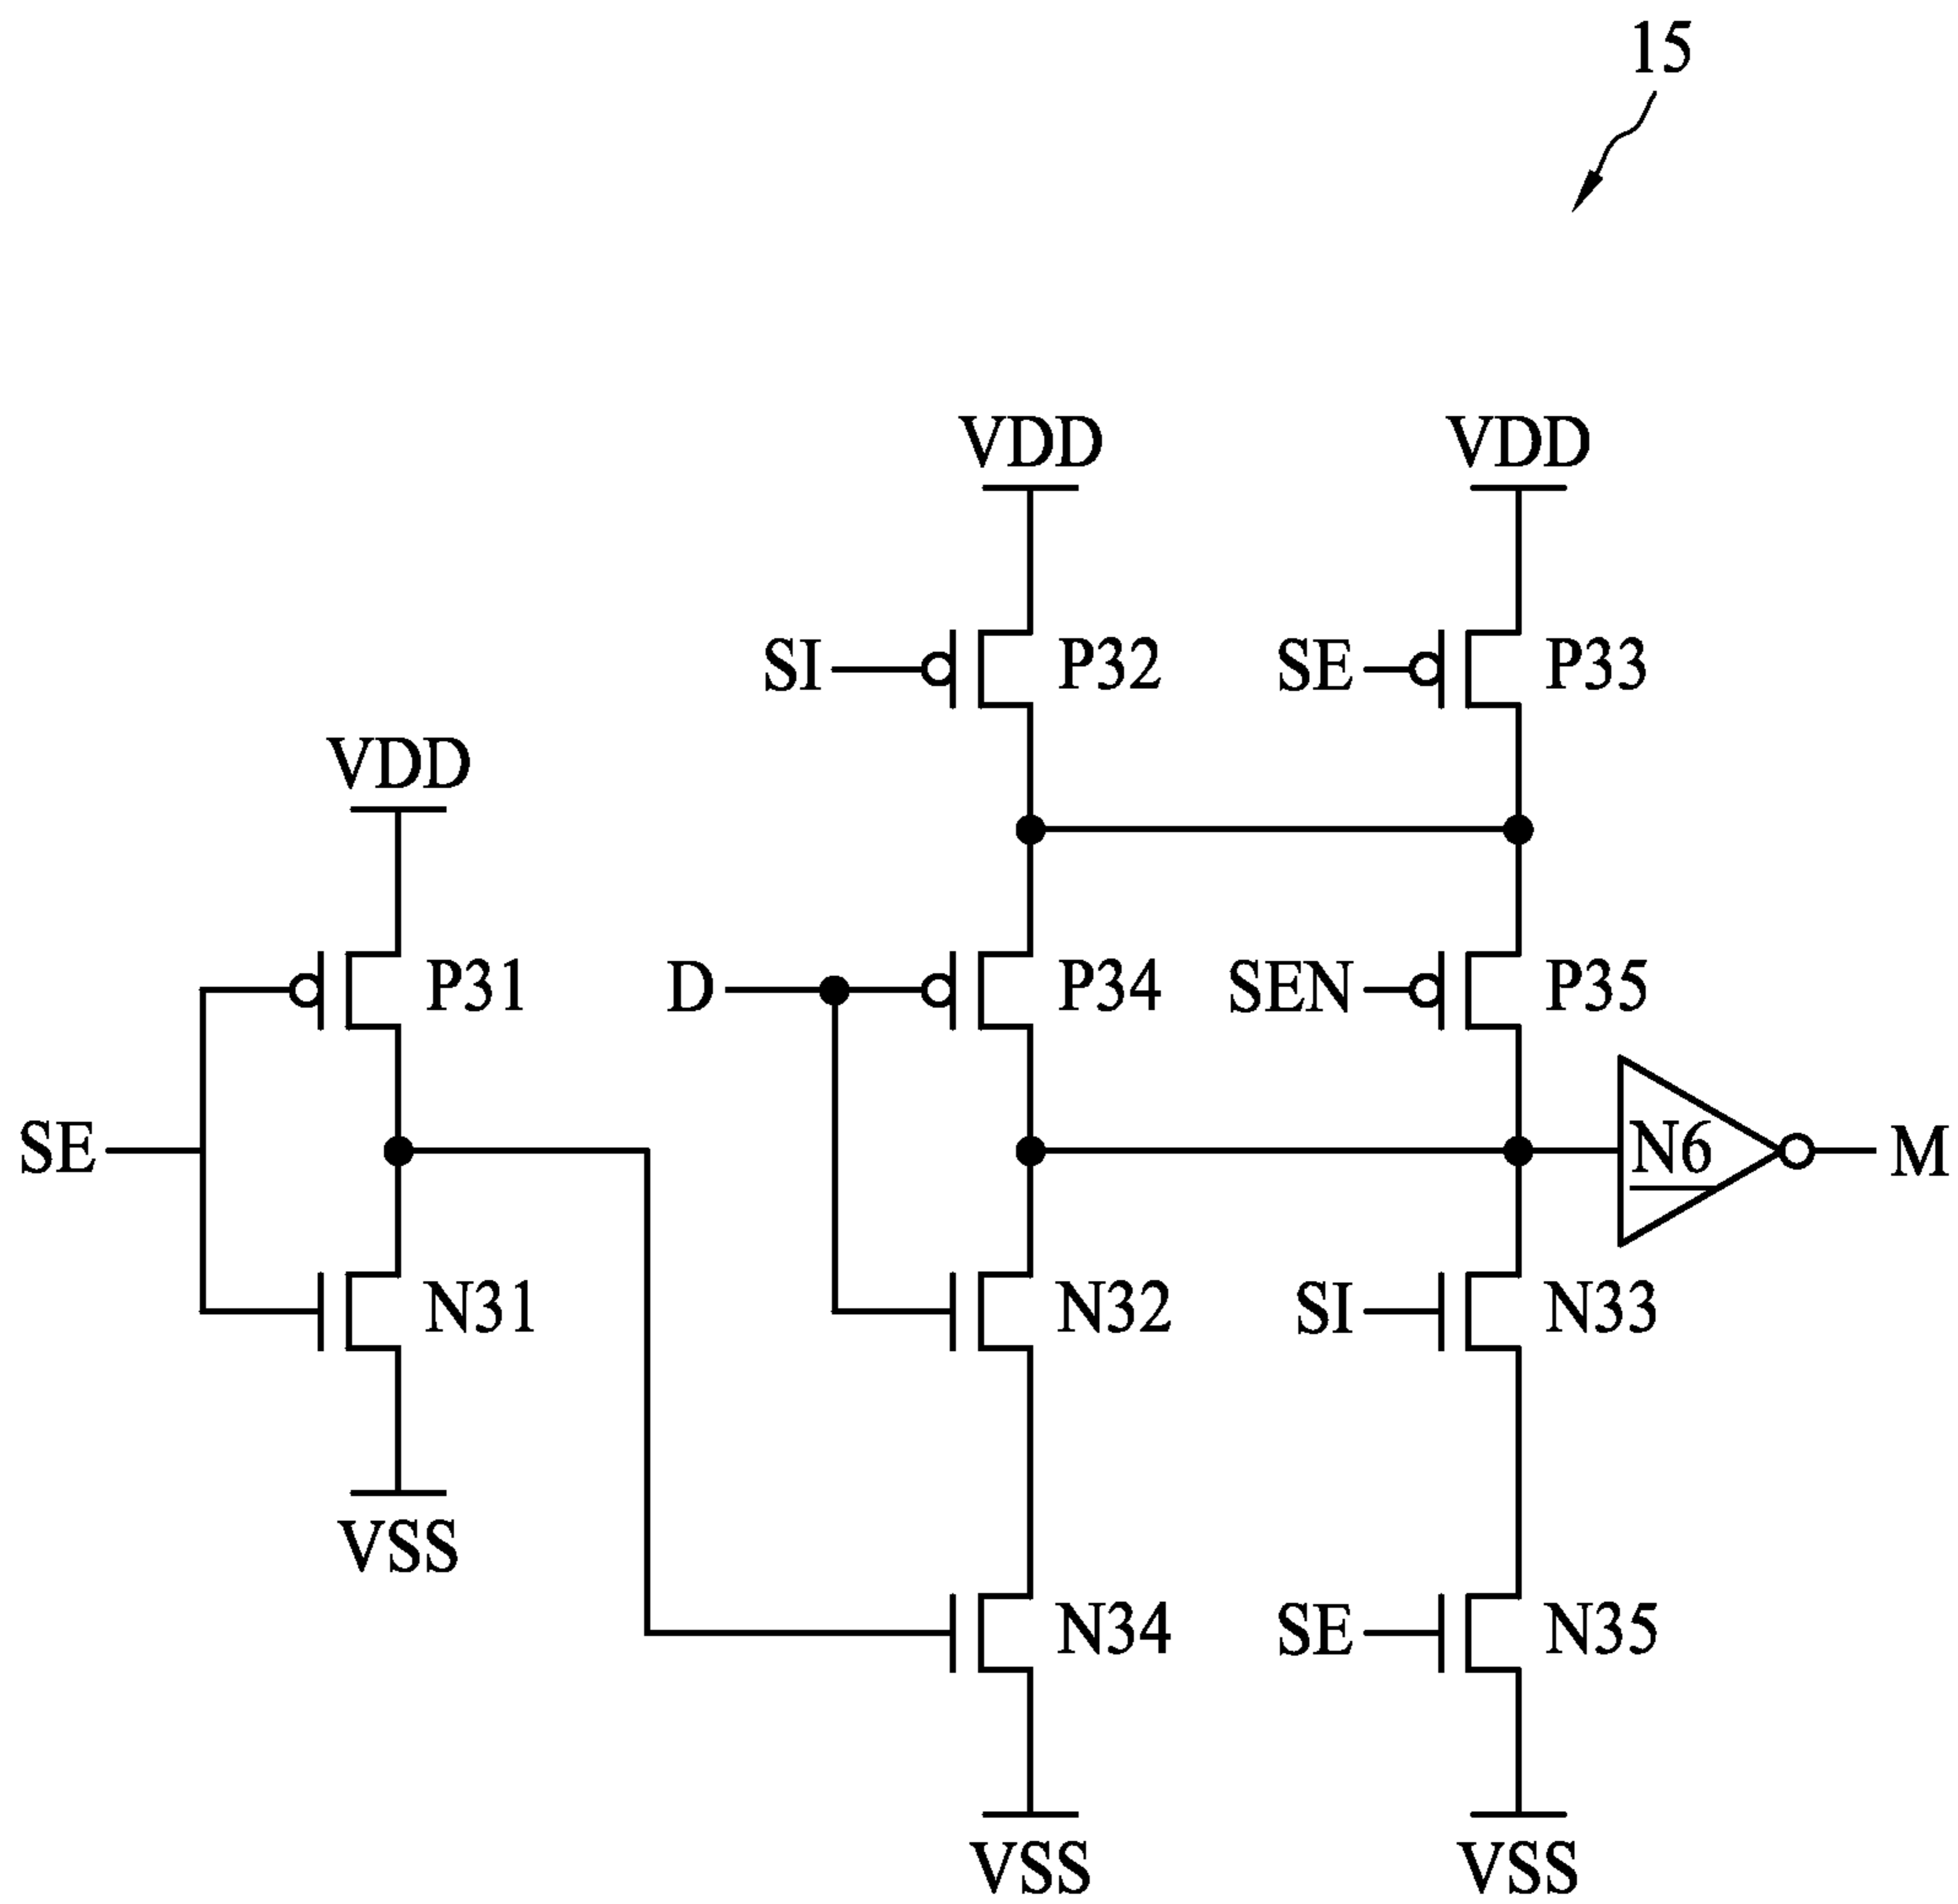 15
VDD VDD
SI P32 SE P33
VDD
P31 D P34 SEN P35
SE N6 M
N31 N32 SI N33
VSS
N34 SE N35
VSS VSS